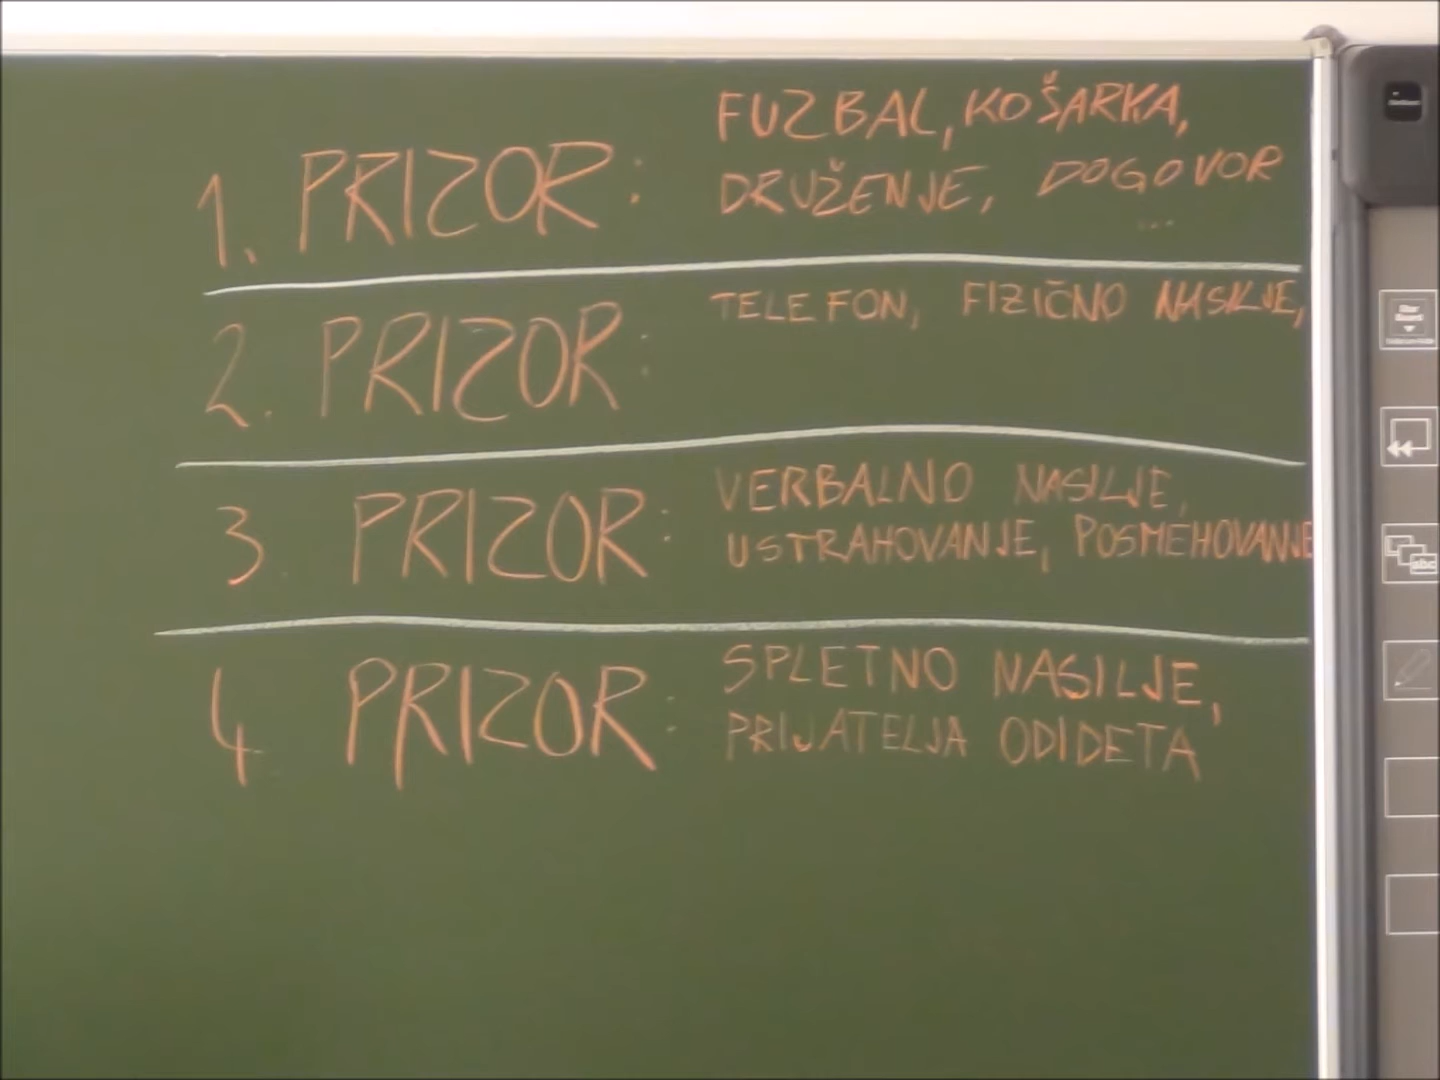 1. PRIZOR: FUZBAL, KOŠARKA,
DRUŽENJE, DOGOVOR
...
2. PRIZOR: TELEFON, FIZIČNO NASILJE,
3 PRIZOR: VERBALNO NASILJE,
USTRAHOVANJE, POSMEHOVANJE
4 PRIZOR: SPLETNO NASILJE,
PRIJATELJA ODIDETA
abc